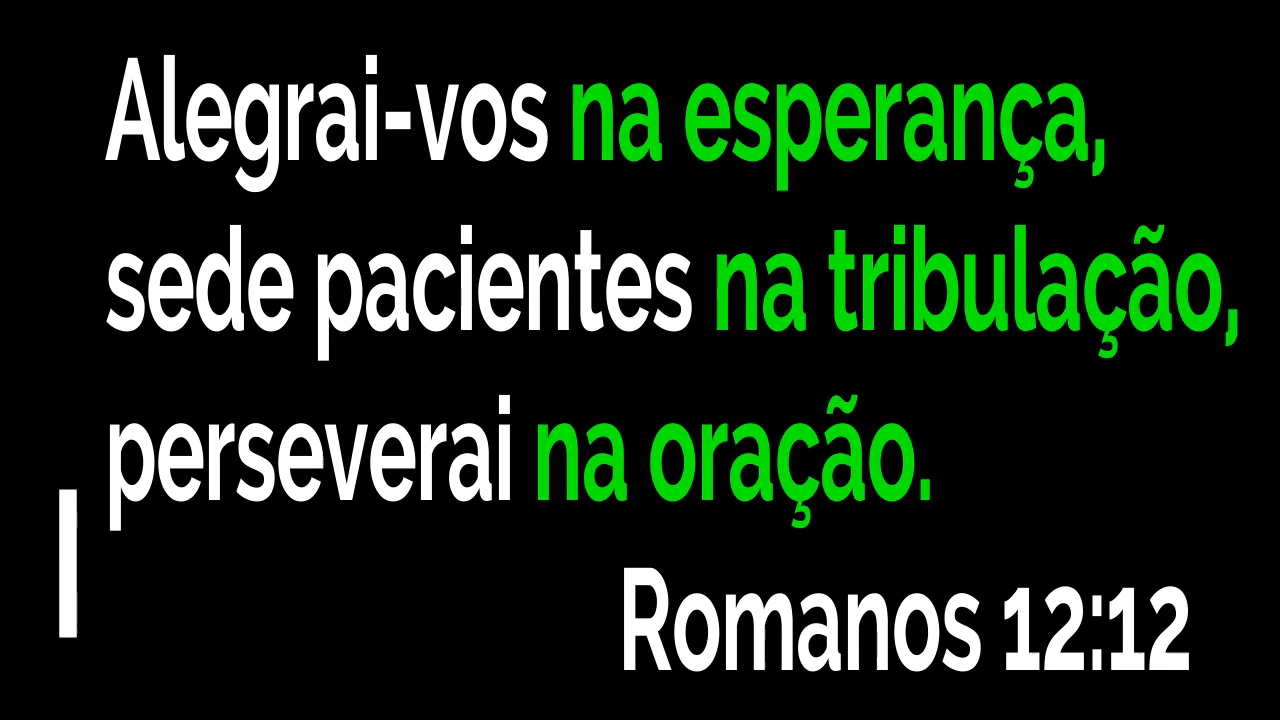 Alegrai-vos na esperança,
sede pacientes na tribulação,
perseverai na oração.
Romanos 12:12